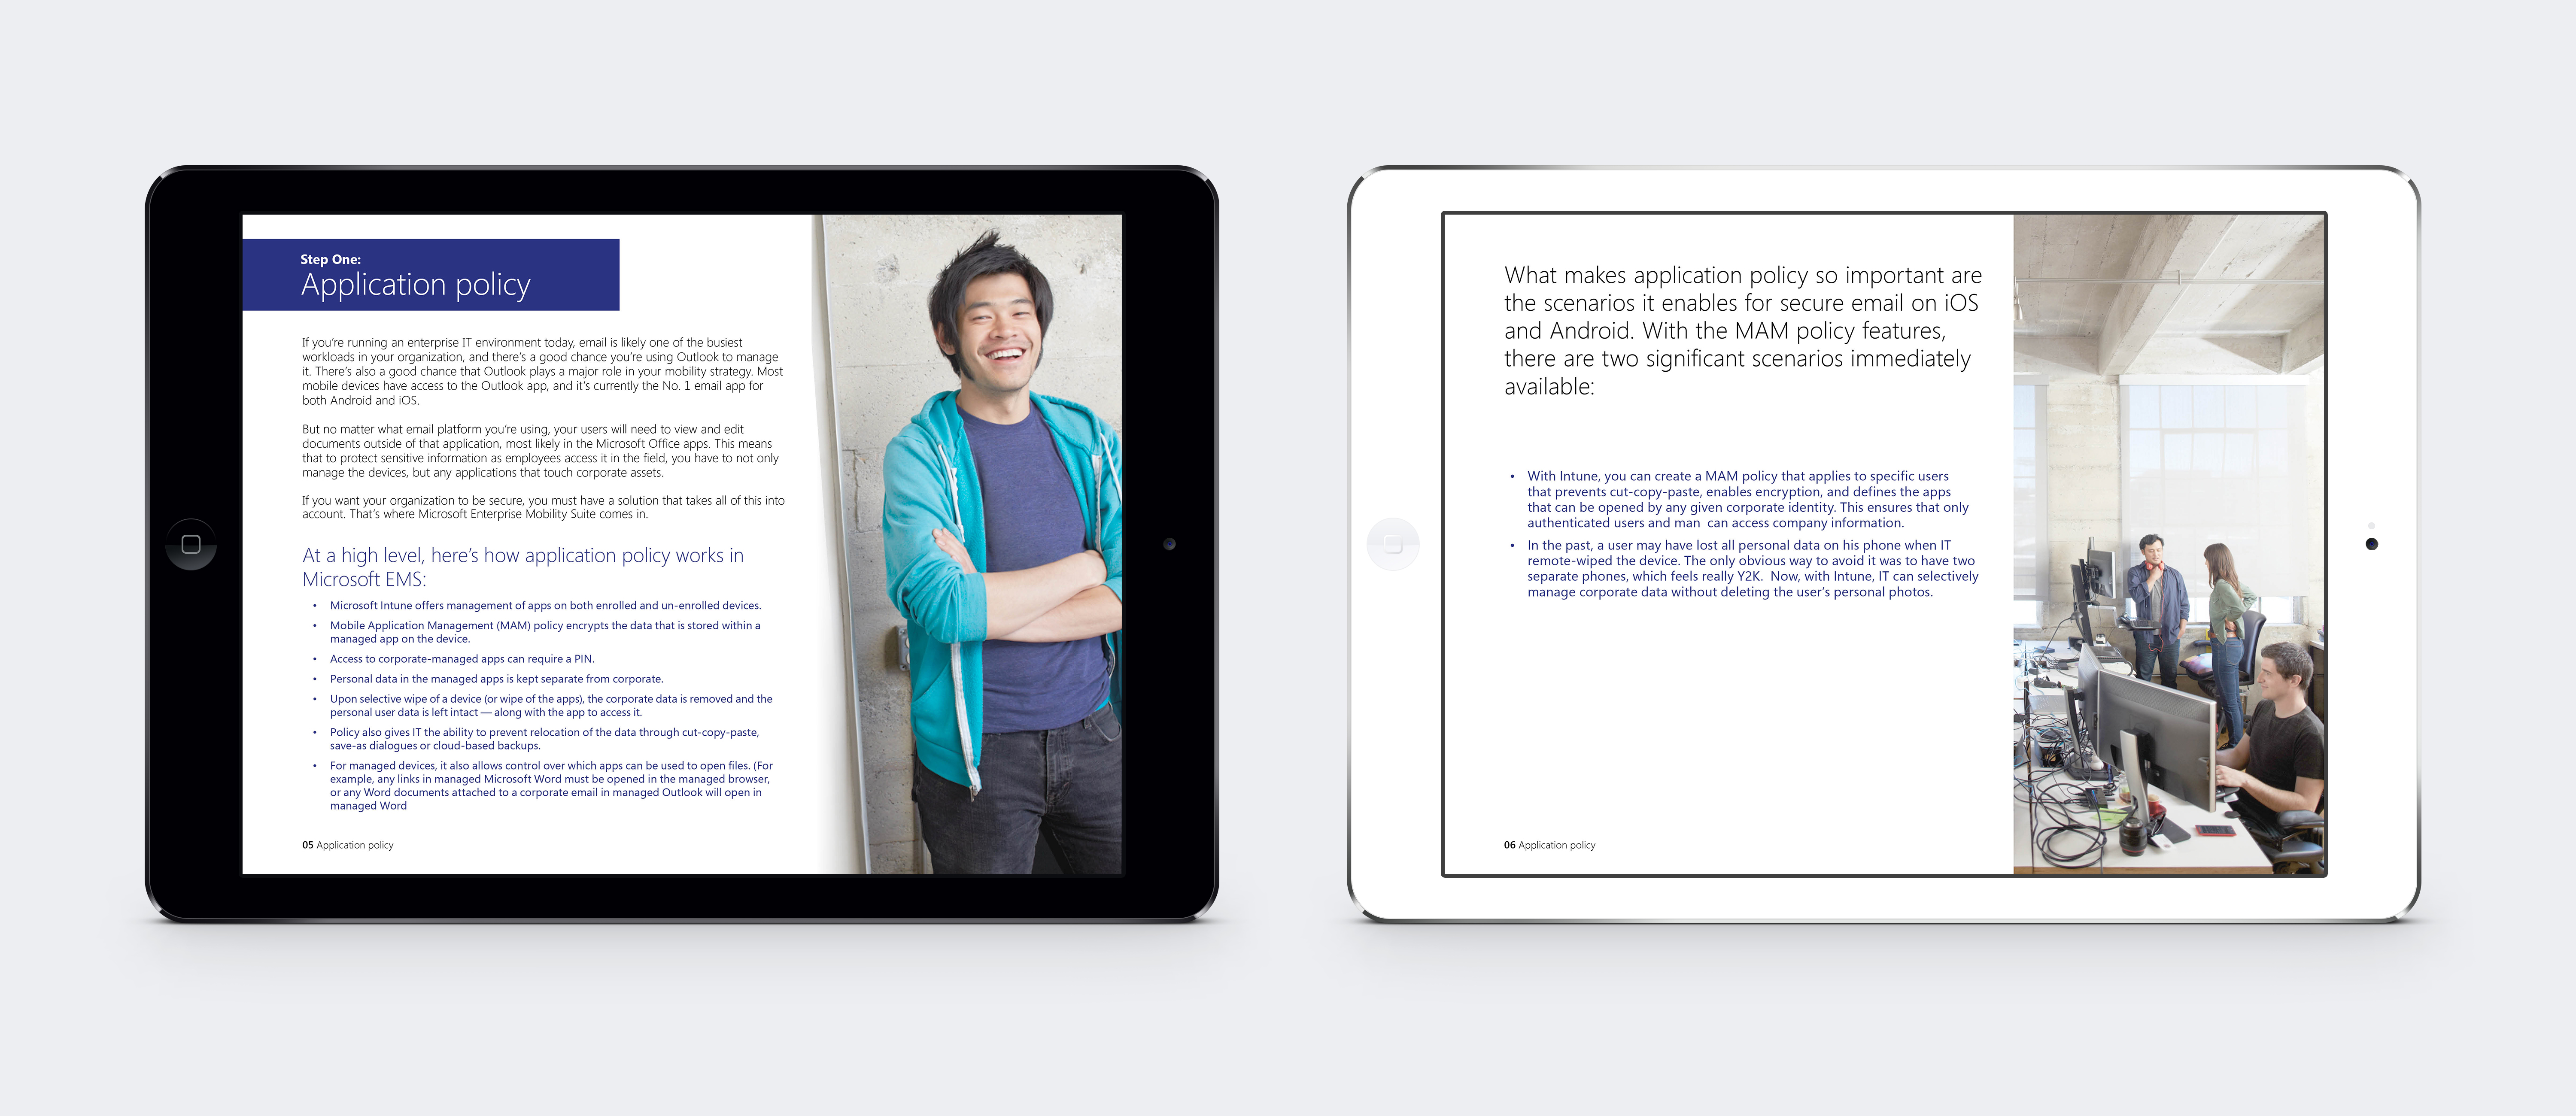 Step One:
Application policy
If you're running an enterprise IT environment today, email is likely one of the busiest
workloads in your organization, and there's a good chance you're using Outlook to manage
it. There's also a good chance that Outlook plays a major role in your mobility strategy. Most
mobile devices have access to the Outlook app, and it's currently the No. 1 email app for
both Android and iOS.
But no matter what email platform you're using, your users will need to view and edit
documents outside of that application, most likely in the Microsoft Office apps. This means
that to protect sensitive information as employees access it in the field, you have to not only
manage the devices, but any applications that touch corporate assets.
If you want your organization to be secure, you must have a solution that takes all of this into
account. That's where Microsoft Enterprise Mobility Suite comes in.
At a high level, here's how application policy works in
Microsoft EMS:
• Microsoft Intune offers management of apps on both enrolled and un-enrolled devices.
• Mobile Application Management (MAM) policy encrypts the data that is stored within a
managed app on the device.
• Access to corporate-managed apps can require a PIN.
• Personal data in the managed apps is kept separate from corporate.
• Upon selective wipe of a device (or wipe of the apps), the corporate data is removed and the
personal user data is left intact — along with the app to access it.
• Policy also gives IT the ability to prevent relocation of the data through cut-copy-paste,
save-as dialogues or cloud-based backups.
• For managed devices, it also allows control over which apps can be used to open files. (For
example, any links in managed Microsoft Word must be opened in the managed browser,
or any Word documents attached to a corporate email in managed Outlook will open in
managed Word
05 Application policy
What makes application policy so important are
the scenarios it enables for secure email on iOS
and Android. With the MAM policy features,
there are two significant scenarios immediately
available:
• With Intune, you can create a MAM policy that applies to specific users
that prevents cut-copy-paste, enables encryption, and defines the apps
that can be opened by any given corporate identity. This ensures that only
authenticated users and man  can access company information.
• In the past, a user may have lost all personal data on his phone when IT
remote-wiped the device. The only obvious way to avoid it was to have two
separate phones, which feels really Y2K.  Now, with Intune, IT can selectively
manage corporate data without deleting the user's personal photos.
06 Application policy